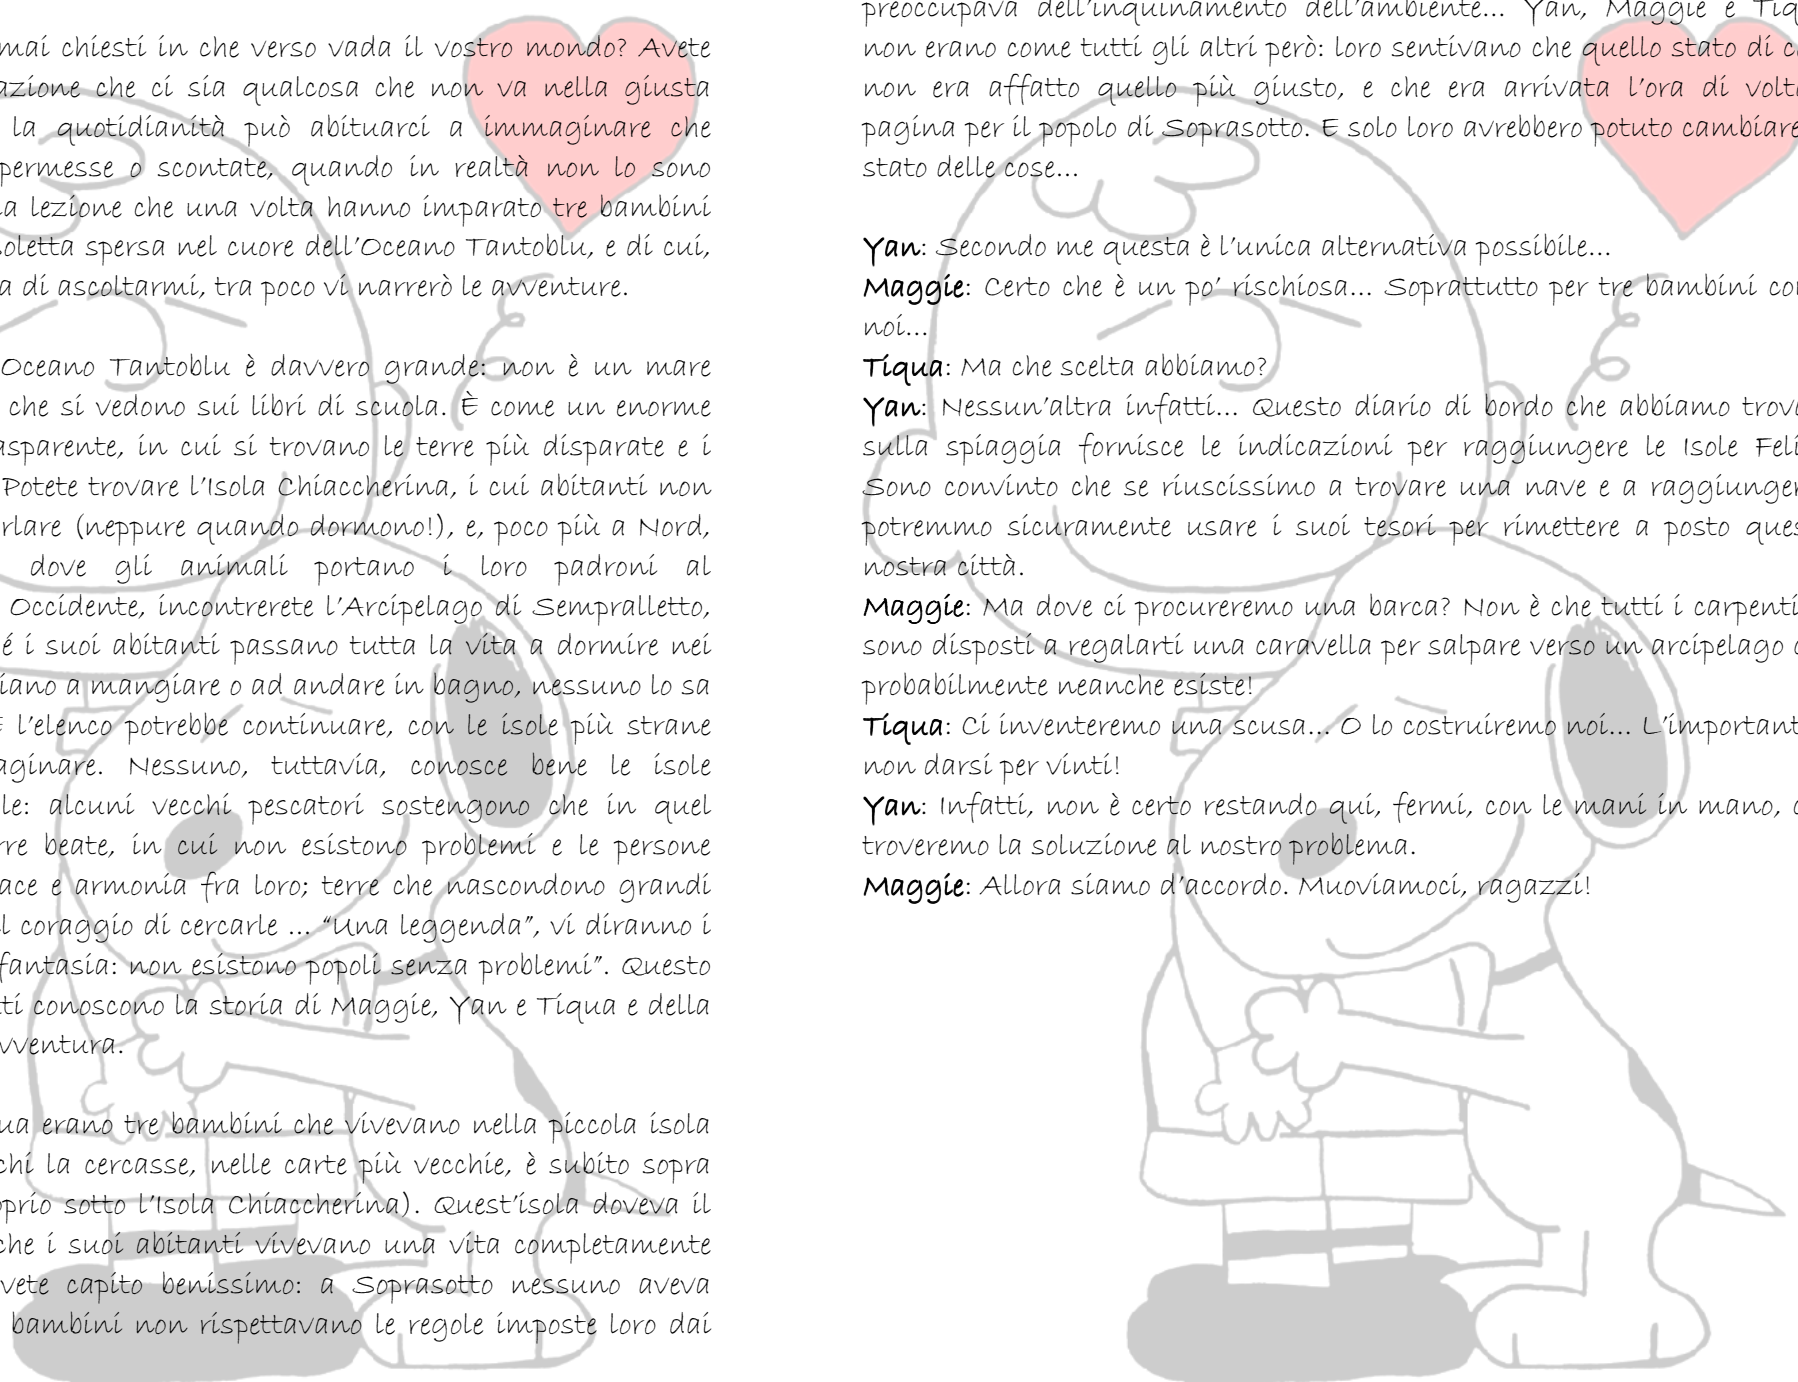 mai chiesti in che verso vada il vostro mondo? Avete
azione che ci sia qualcosa che non va nella giusta
la quotidianità può abituarci a immaginare che
permesse o scontate, quando in realtà non lo sono
a lezione che una volta hanno imparato tre bambini
oletta spersa nel cuore dell'Oceano Tantoblu, e di cui,
a di ascoltarmi, tra poco vi narrerò le avventure.
Oceano Tantoblu è davvero grande: non è un mare
che si vedono sui libri di scuola. È come un enorme
asparente, in cui si trovano le terre più disparate e i
Potete trovare l'Isola Chiaccherina, i cui abitanti non
rlare (neppure quando dormono!), e, poco più a Nord,
dove gli animali portano i loro padroni al
Occidente, incontrerete l'Arcipelago di Sempralletto,
é i suoi abitanti passano tutta la vita a dormire nei
iano a mangiare o ad andare in bagno, nessuno lo sa
E l'elenco potrebbe continuare, con le isole più strane
aginare. Nessuno, tuttavia, conosce bene le isole
le: alcuni vecchi pescatori sostengono che in quel
rre beate, in cui non esistono problemi e le persone
ace e armonia fra loro; terre che nascondono grandi
l coraggio di cercarle ... “Una leggenda”, vi diranno i
fantasia: non esistono popoli senza problemi”. Questo
ti conoscono la storia di Maggie, Yan e Tiqua e della
vventura.
ua erano tre bambini che vivevano nella piccola isola
chi la cercasse, nelle carte più vecchie, è subito sopra
oprio sotto l'Isola Chiaccherina). Quest'isola doveva il
che i suoi abitanti vivevano una vita completamente
vete capito benissimo: a Soprasotto nessuno aveva
bambini non rispettavano le regole imposte loro dai
preoccupava dell'inquinamento dell'ambiente... Yan, Maggie e Tiq
non erano come tutti gli altri però: loro sentivano che quello stato di c
non era affatto quello più giusto, e che era arrivata l'ora di volt
pagina per il popolo di Soprasotto. E solo loro avrebbero potuto cambiare
stato delle cose...
Yan: Secondo me questa è l'unica alternativa possibile...
Maggie: Certo che è un po' rischiosa... Soprattutto per tre bambini co
noi...
Tiqua: Ma che scelta abbiamo?
Yan: Nessun'altra infatti... Questo diario di bordo che abbiamo trov
sulla spiaggia fornisce le indicazioni per raggiungere le Isole Feli
Sono convinto che se riuscissimo a trovare una nave e a raggiunger
potremmo sicuramente usare i suoi tesori per rimettere a posto ques
nostra città.
Maggie: Ma dove ci procureremo una barca? Non è che tutti i carpenti
sono disposti a regalarti una caravella per salpare verso un arcipelago c
probabilmente neanche esiste!
Tiqua: Ci inventeremo una scusa... O lo costruiremo noi... L'important
non darsi per vinti!
Yan: Infatti, non è certo restando qui, fermi, con le mani in mano, c
troveremo la soluzione al nostro problema.
Maggie: Allora siamo d'accordo. Muoviamoci, ragazzi!